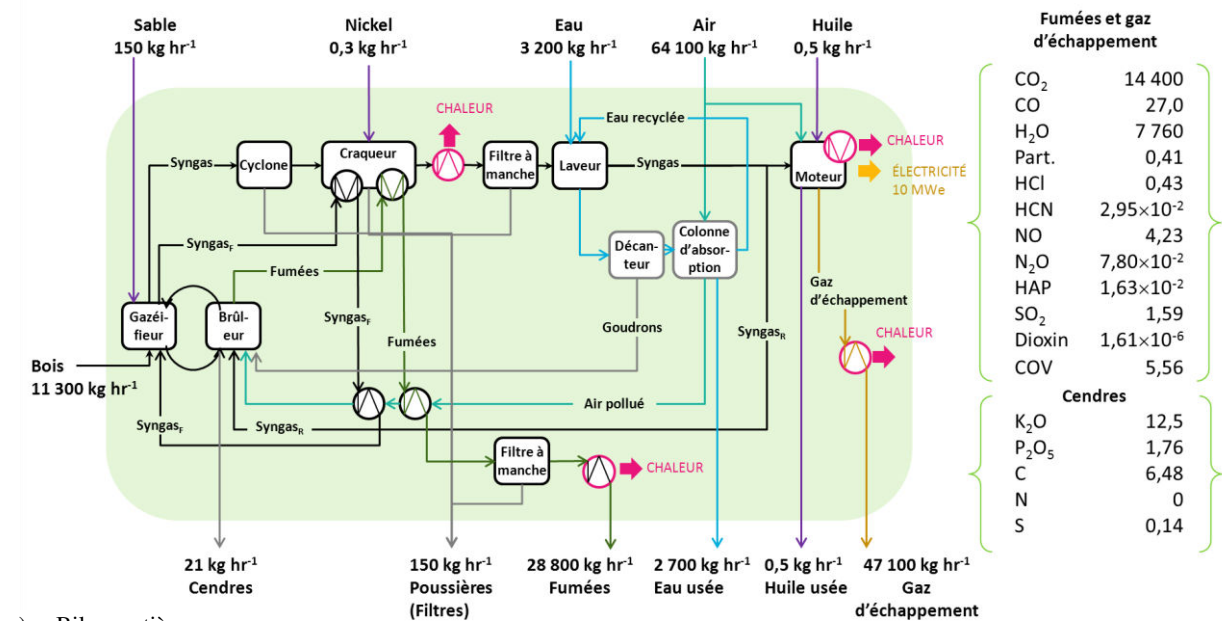 Sable
150 kg hr-1
Nickel
0,3 kg hr-1
Eau
3 200 kg hr-1
Air
64 100 kg hr-1
Huile
0,5 kg hr-1
CHALEUR
Eau recyclée
Syngas
Cyclone
Craqueur
Filtre à
manche
Laveur
Syngas
Moteur
CHALEUR
ÉLECTRICITÉ
10 MWe
SyngasF
Fumées
Décan-
teur
Colonne
d'absor-
ption
Gaz
d'échappement
Gazéi-
fieur
Brûl-
eur
SyngasF
Fumées
Goudrons
SyngasR
CHALEUR
Bois
11 300 kg hr-1
Air pollué
SyngasF
SyngasR
Filtre à
manche
CHALEUR
21 kg hr-1
Cendres
150 kg hr-1
Poussières
(Filtres)
28 800 kg hr-1
Fumées
2 700 kg hr-1
Eau usée
0,5 kg hr-1
Huile usée
47 100 kg hr-1
Gaz
d'échappement
Fumées et gaz
d'échappement
CO2 14 400
CO 27,0
H2O 7 760
Part. 0,41
HCl 0,43
HCN 2,95×10-2
NO 4,23
N2O 7,80×10-2
HAP 1,63×10-2
SO2 1,59
Dioxin 1,61×10-6
COV 5,56
Cendres
K2O 12,5
P2O5 1,76
C 6,48
N 0
S 0,14